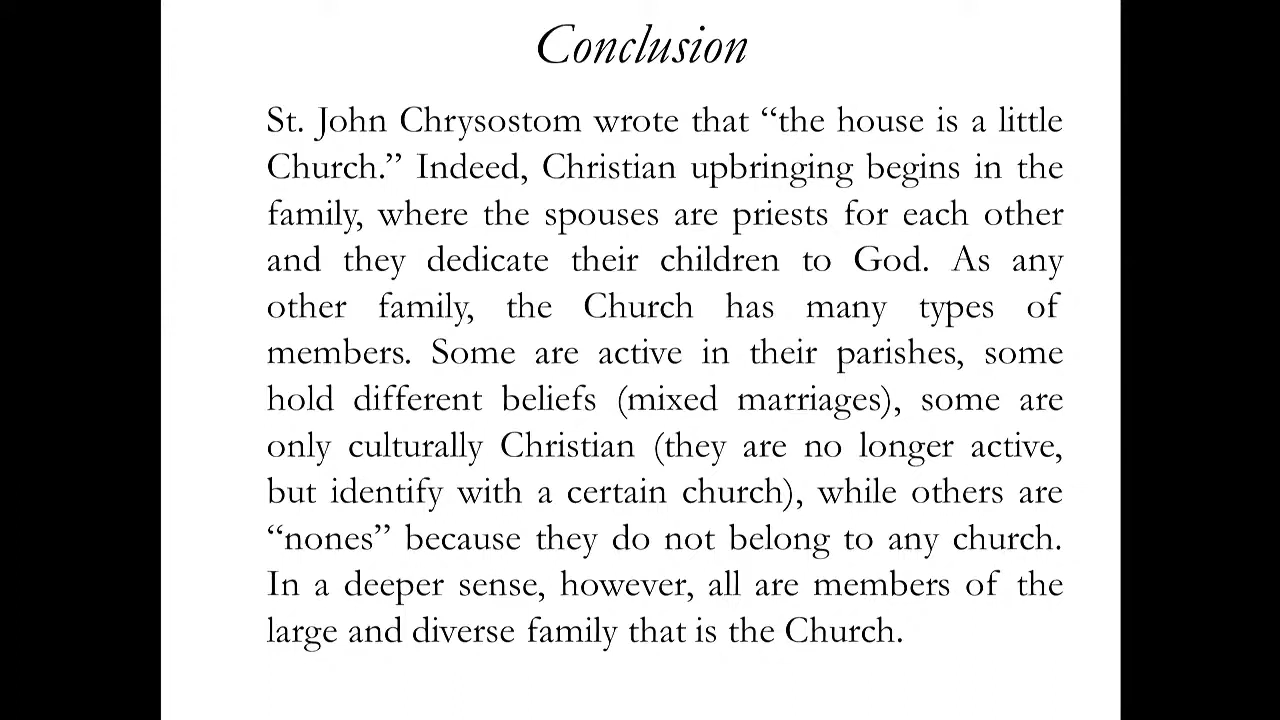 Conclusion
St. John Chrysostom wrote that “the house is a little
Church.” Indeed, Christian upbringing begins in the
family, where the spouses are priests for each other
and they dedicate their children to God. As any
other family, the Church has many types of
members. Some are active in their parishes, some
hold different beliefs (mixed marriages), some are
only culturally Christian (they are no longer active,
but identify with a certain church), while others are
“nones” because they do not belong to any church.
In a deeper sense, however, all are members of the
large and diverse family that is the Church.